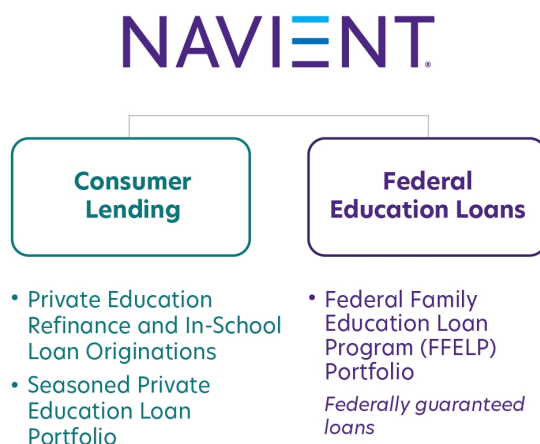 NAVIENT®
Consumer
Lending
• Private Education
Refinance and In-School
Loan Originations
• Seasoned Private
Education Loan
Portfolio
Federal
Education Loans
• Federal Family
Education Loan
Program (FFELP)
Portfolio
Federally guaranteed
loans